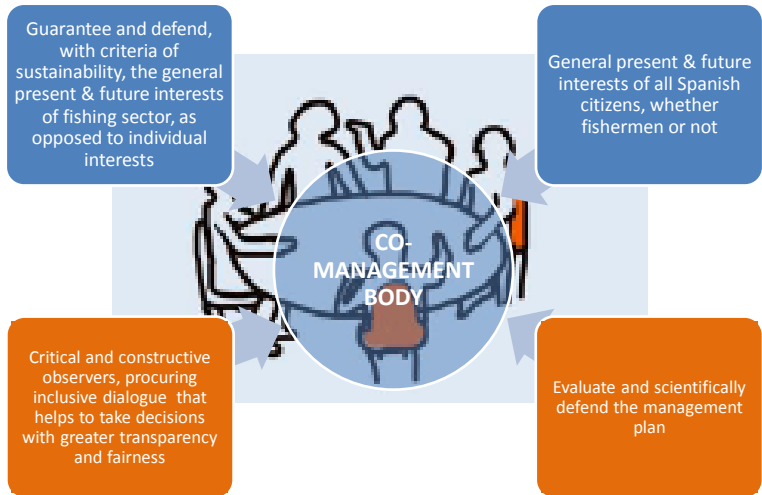 Guarantee and defend,
with criteria of
sustainability, the general
present & future interests
of fishing sector, as
opposed to individual
interests
General present & future
interests of all Spanish
citizens, whether
fishermen or not
CO-
MANAGEMENT
BODY
Critical and constructive
observers, procuring
inclusive dialogue that
helps to take decisions
with greater transparency
and fairness
Evaluate and scientifically
defend the management
plan